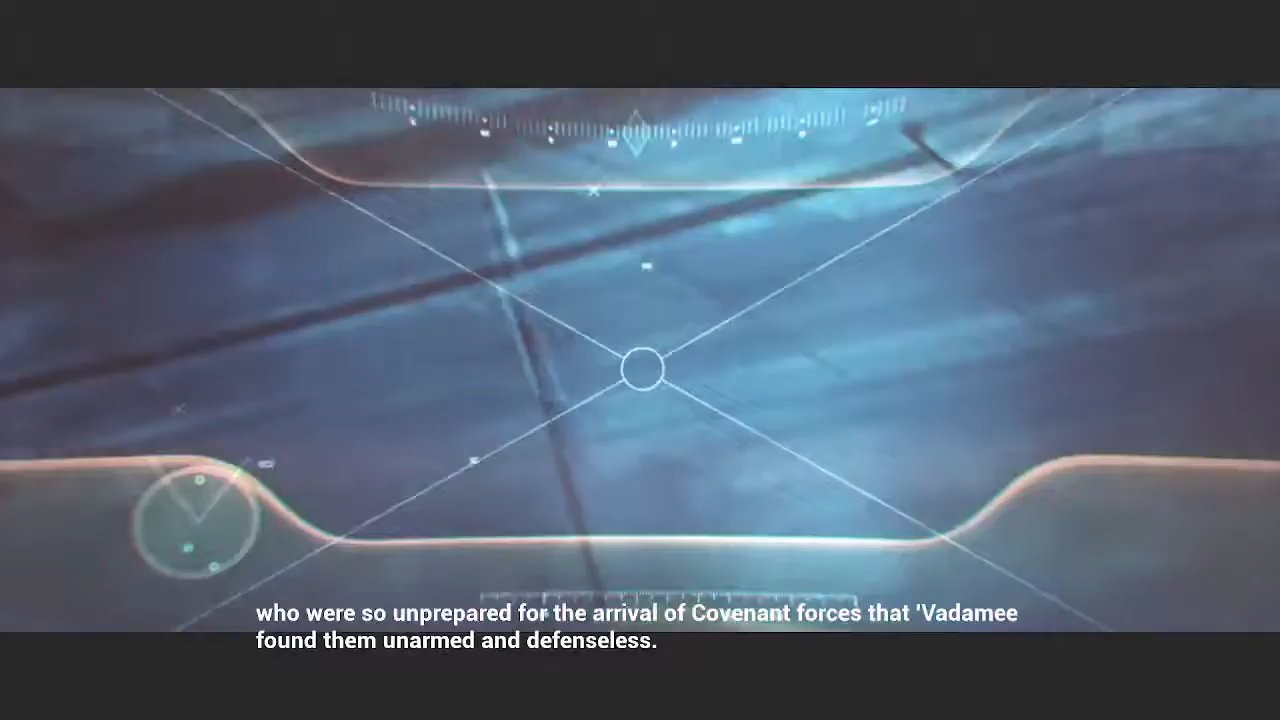 who were so unprepared for the arrival of Covenant forces that 'Vadamee
found them unarmed and defenseless.